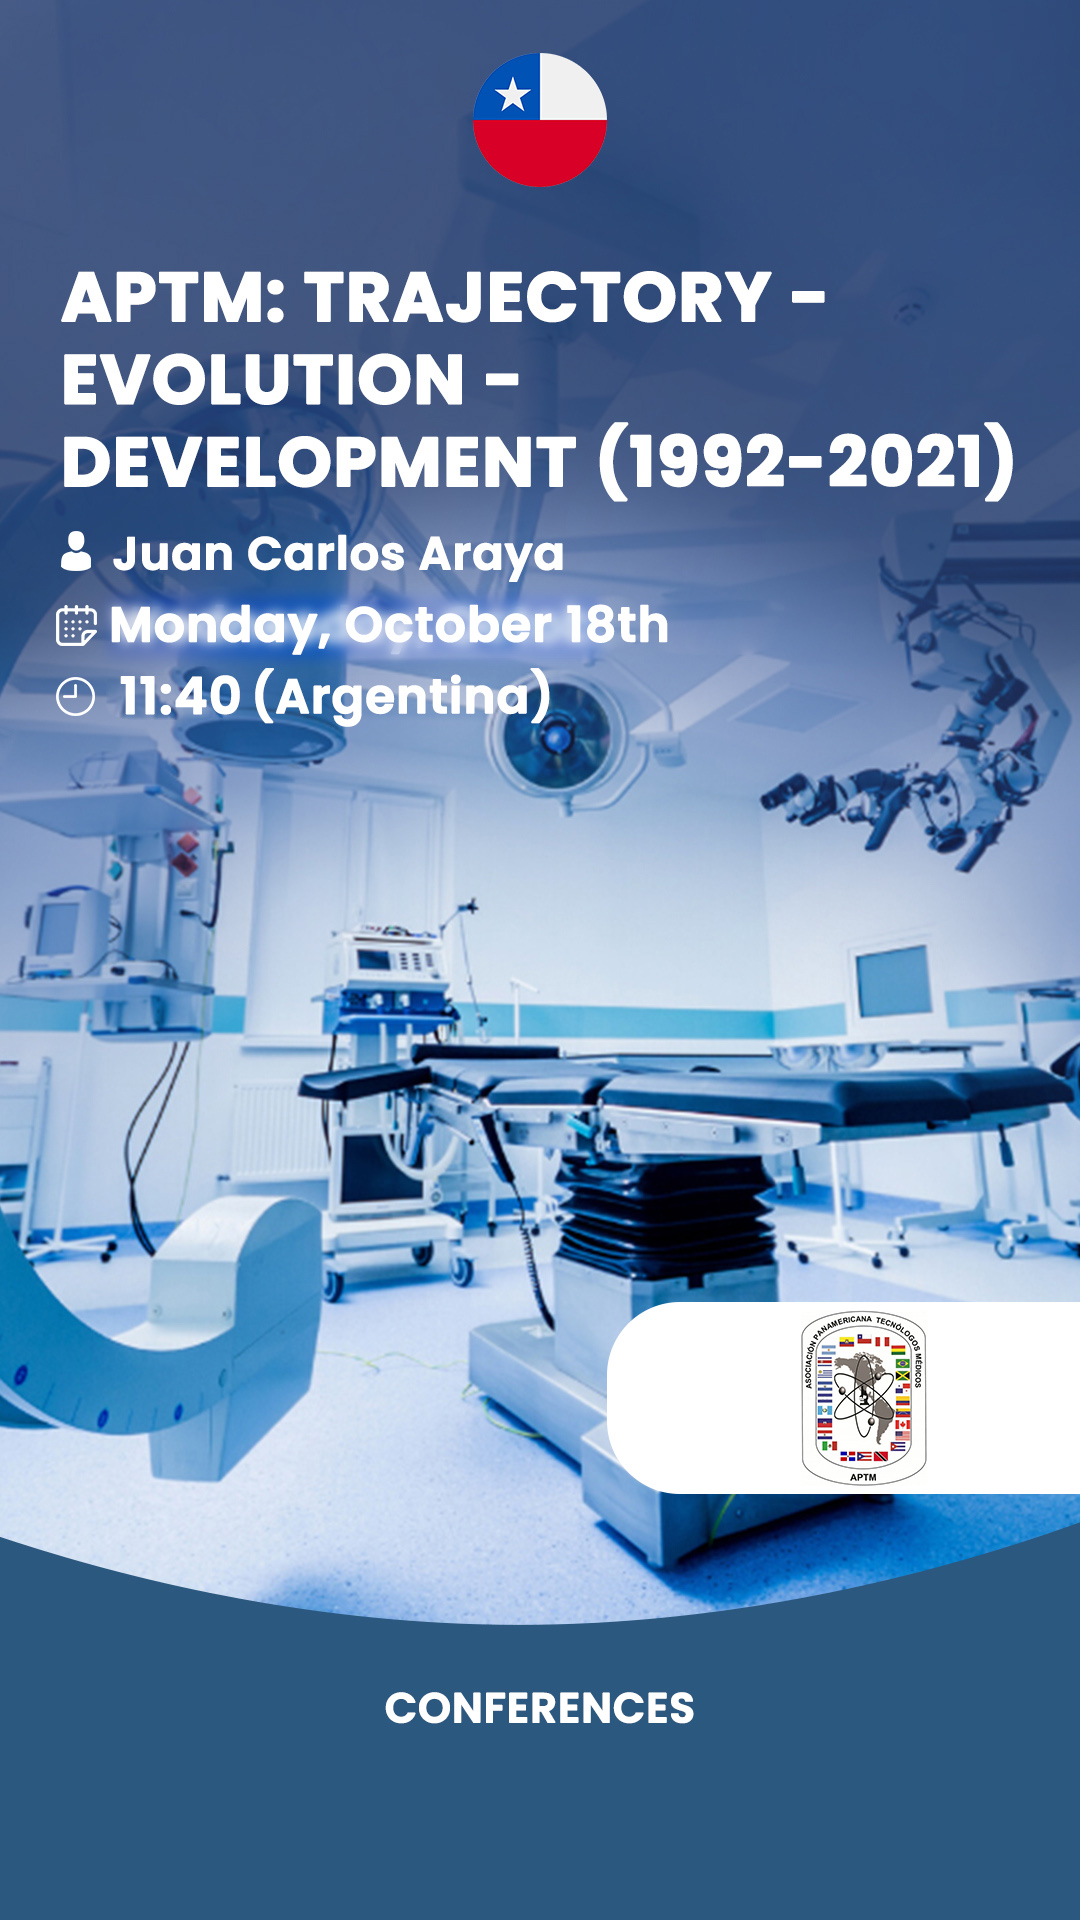 APTM: TRAJECTORY -
EVOLUTION -
DEVELOPMENT (1992-2021)
Juan Carlos Araya
Monday, October 18th
11:40 (Argentina)
ASOCIACIÓN PANAMERICANA TECNÓLOGOS MÉDICOS
APTM
CONFERENCES